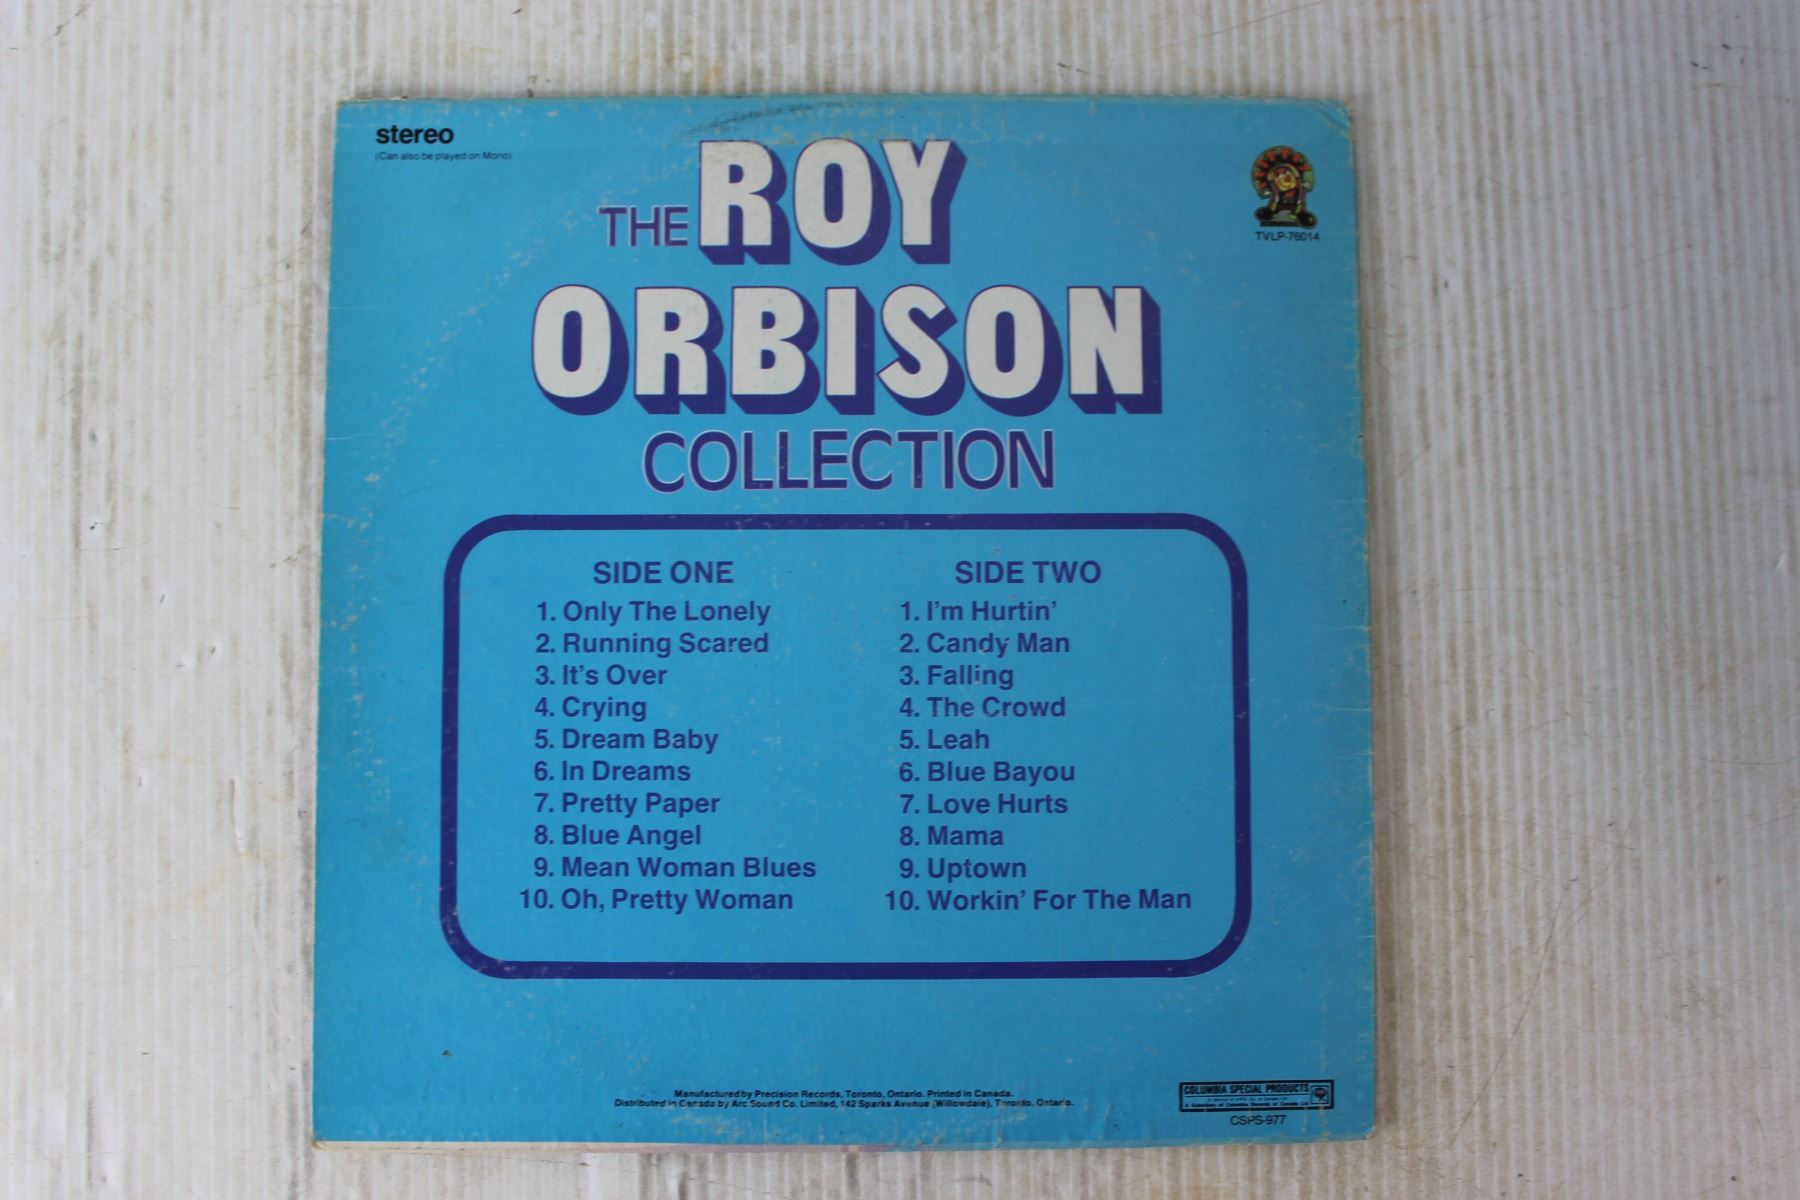 stereo
(Can also be played on Mono)
TVLP-76014
THE ROY
ORBISON
COLLECTION
SIDE ONE
1. Only The Lonely
2. Running Scared
3. It's Over
4. Crying
5. Dream Baby
6. In Dreams
7. Pretty Paper
8. Blue Angel
9. Mean Woman Blues
10. Oh, Pretty Woman
SIDE TWO
1. I'm Hurtin'
2. Candy Man
3. Falling
4. The Crowd
5. Leah
6. Blue Bayou
7. Love Hurts
8. Mama
9. Uptown
10. Workin' For The Man
Manufactured by Precision Records, Toronto, Ontario. Printed in Canada.
Distributed in Canada by Arc Sound Co. Limited, 142 Sparks Avenue (Willowdale), Toronto, Ontario.
COLUMBIA SPECIAL PRODUCTS
CSPS-977